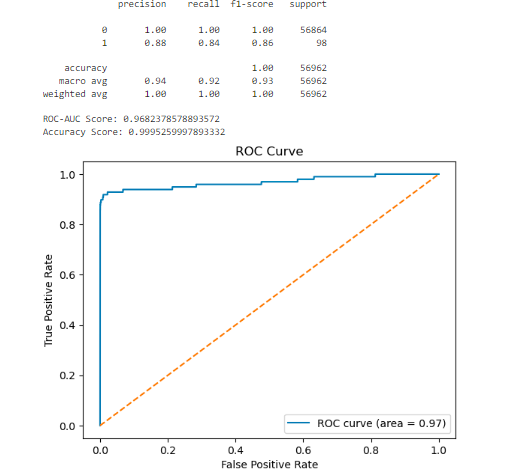 precision recall f1-score support
0 1.00 1.00 1.00 56864
1 0.88 0.84 0.86 98
accuracy 1.00 56962
macro avg 0.94 0.92 0.93 56962
weighted avg 1.00 1.00 1.00 56962
ROC-AUC Score: 0.9682378578893572
Accuracy Score: 0.9995259997893332
ROC Curve
1.0
0.8
0.6
0.4
0.2
0.0
True Positive Rate
ROC curve (area = 0.97)
0.0 0.2 0.4 0.6 0.8 1.0
False Positive Rate